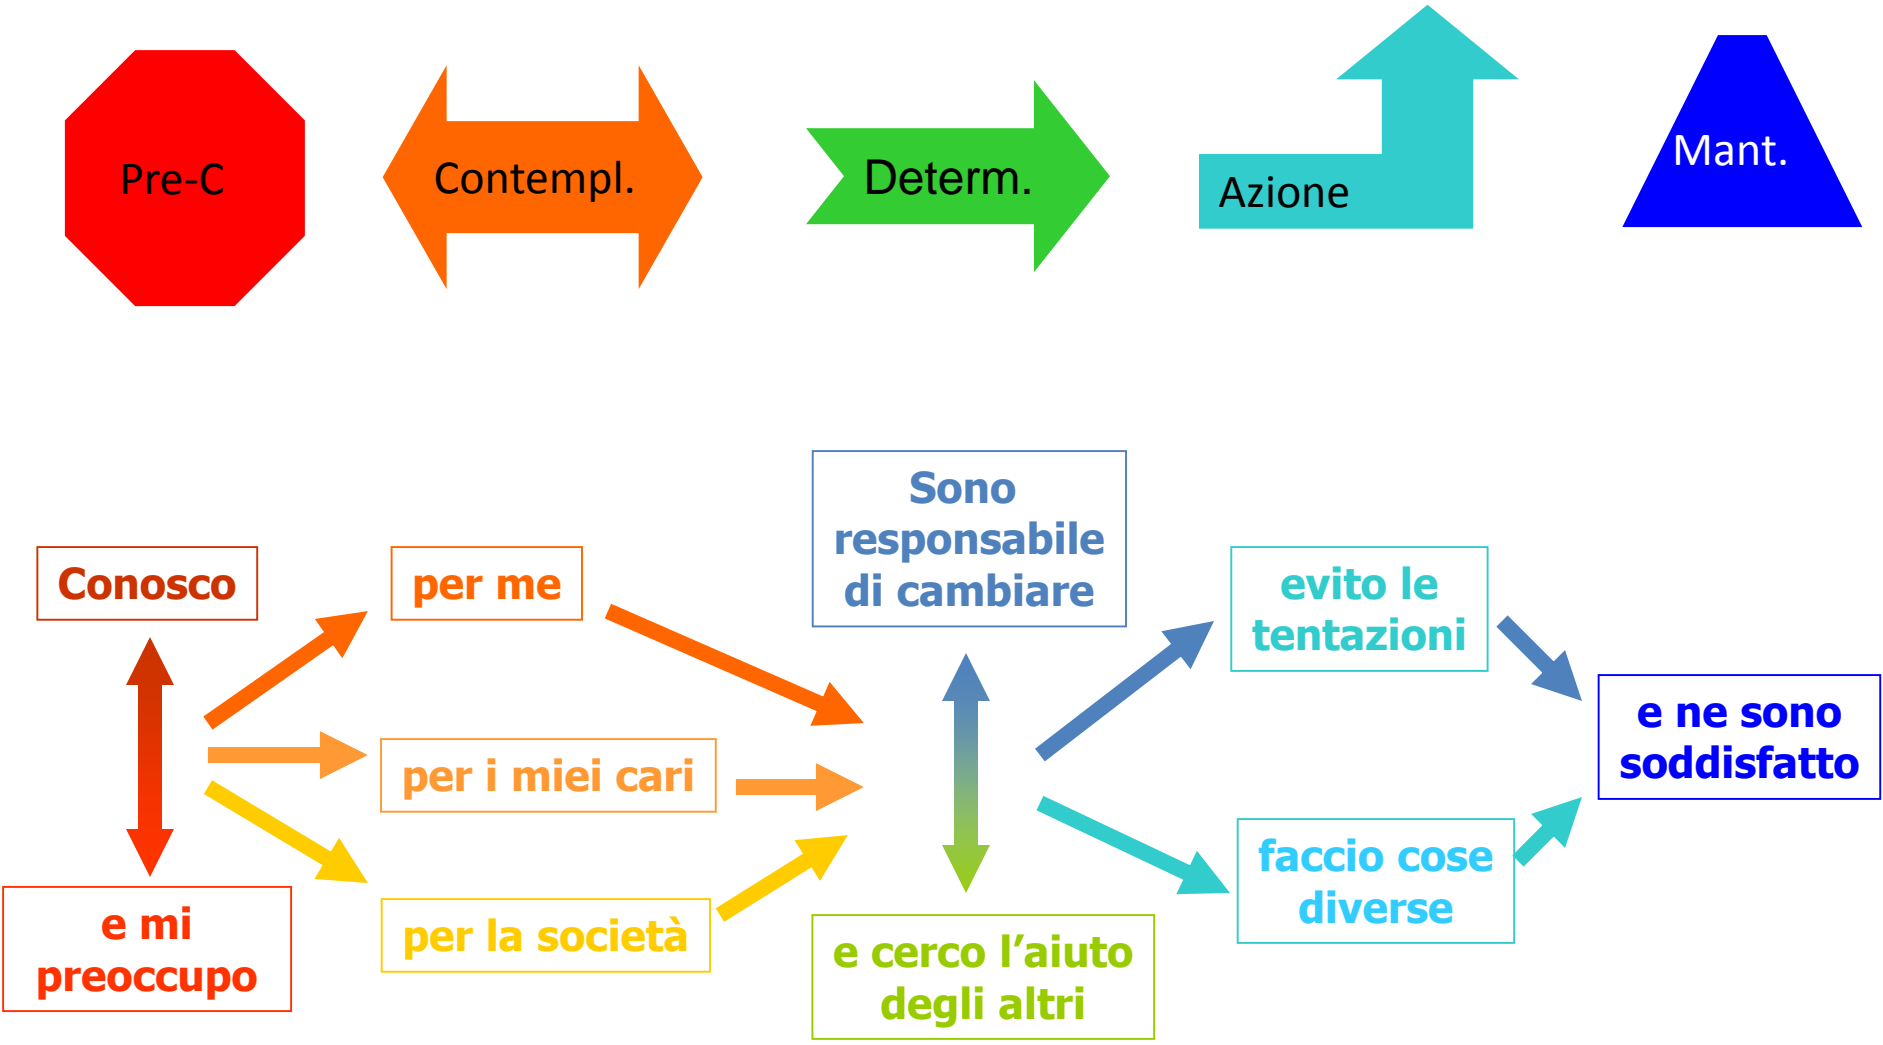 Pre-C
Contempl.
Determ.
Azione
Mant.
Conosco
e mi
preoccupo
per me
per i miei cari
per la società
Sono
responsabile
di cambiare
e cerco l’aiuto
degli altri
evito le
tentazioni
faccio cose
diverse
e ne sono
soddisfatto